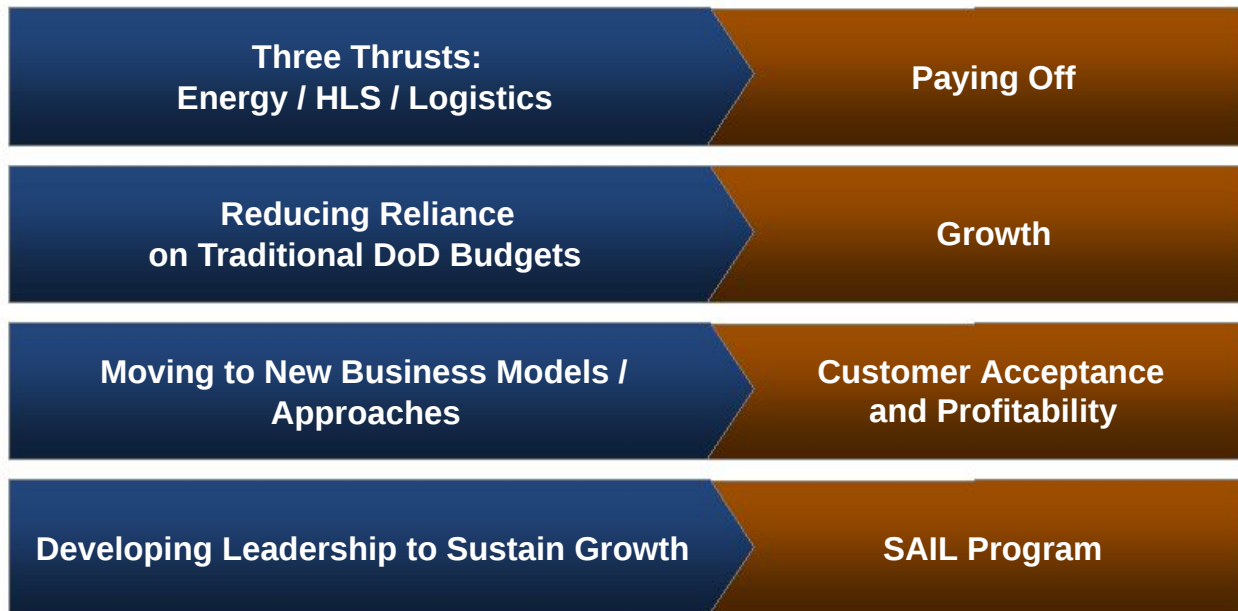 Three Thrusts:
Energy / HLS / Logistics
Paying Off
Reducing Reliance
on Traditional DoD Budgets
Growth
Moving to New Business Models /
Approaches
Customer Acceptance
and Profitability
Developing Leadership to Sustain Growth
SAIL Program